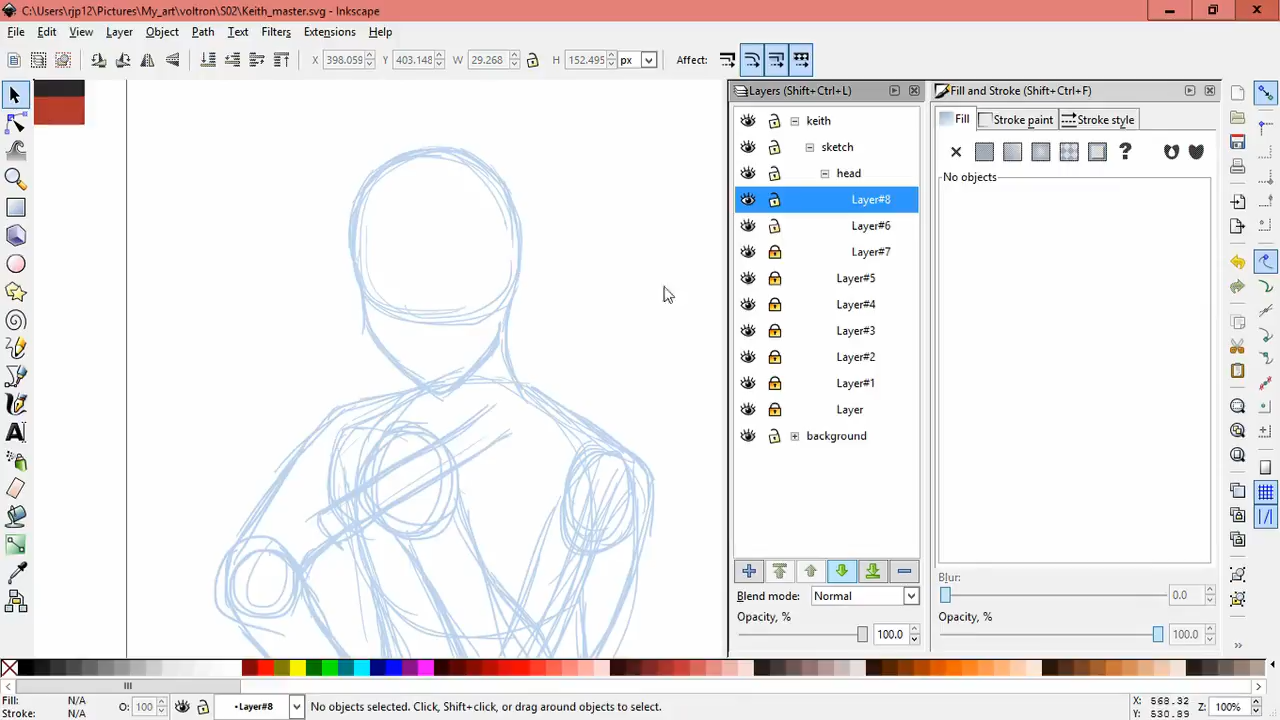 C:\Users\rjp12\Pictures\My_art\voltron\S02\Keith_master.svg - Inkscape
File Edit View Layer Object Path Filters Text Extensions Help
X 398.059 Y 403.148 W 29.268 H 152.495 px Affect:
Layers (Shift+Ctrl+L)
keith
sketch
head
Layer#8
Layer#6
Layer#7
Layer#5
Layer#4
Layer#3
Layer#2
Layer#1
Layer
background
Blend mode: Normal
Opacity, %
100.0
Fill and Stroke (Shift+Ctrl+F)
Fill Stroke paint Stroke style
?
No objects
Blur:
0.0
Opacity, %
100.0
A
Fill: N/A
Stroke: N/A
O: 100
•Layer#8
No objects selected. Click, Shift+click, or drag around objects to select.
X: 568.32
Y: 530.89
Z: 100%